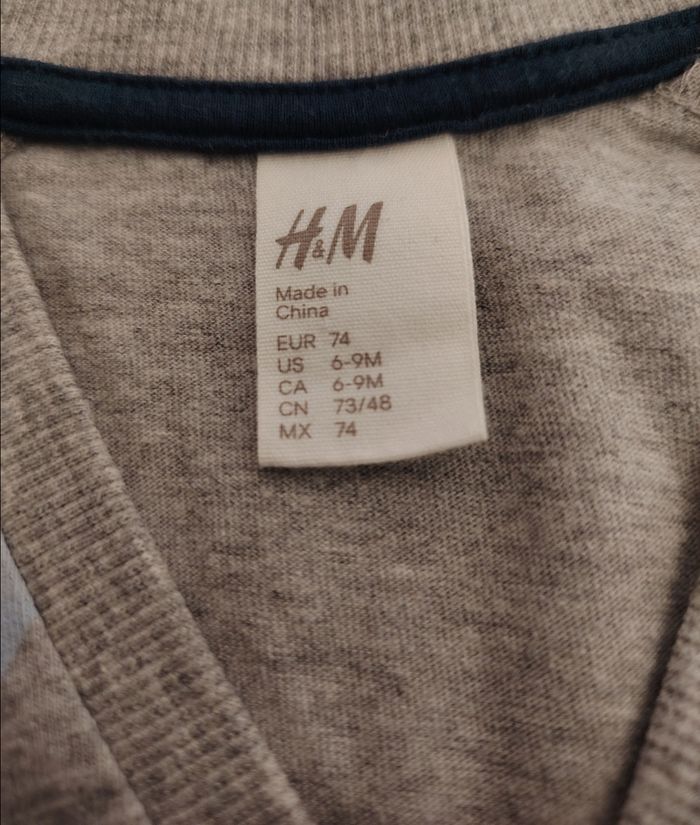 H&M
Made in
China
EUR 74
US 6-9M
CA 6-9M
CN 73/48
MX 74